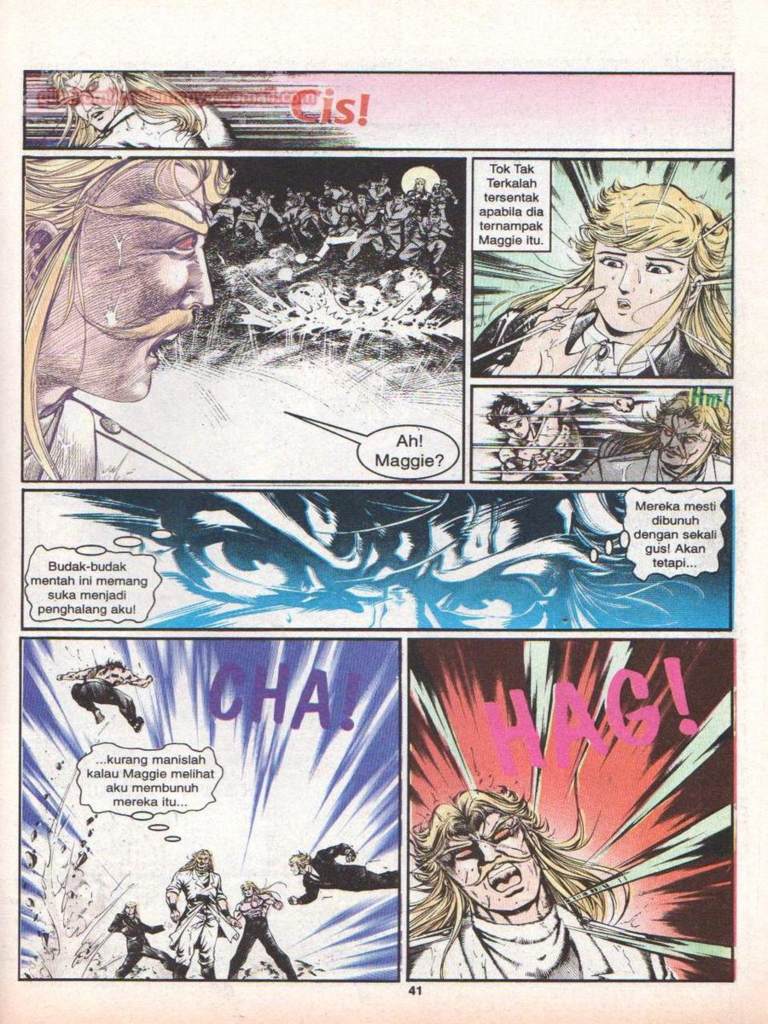 Cis!
Ah!
Maggie?
Tok Tak
Terkalah
tersentak
apabila dia
ternampak
Maggie itu.
Hm!
Budak-budak
mentah ini memang
suka menjadi
penghalang aku!
Mereka mesti
dibunuh
dengan sekali
gus! Akan
tetapi...
CHA!
...kurang manislah
kalau Maggie melihat
aku membunuh
mereka itu...
HAG!
41